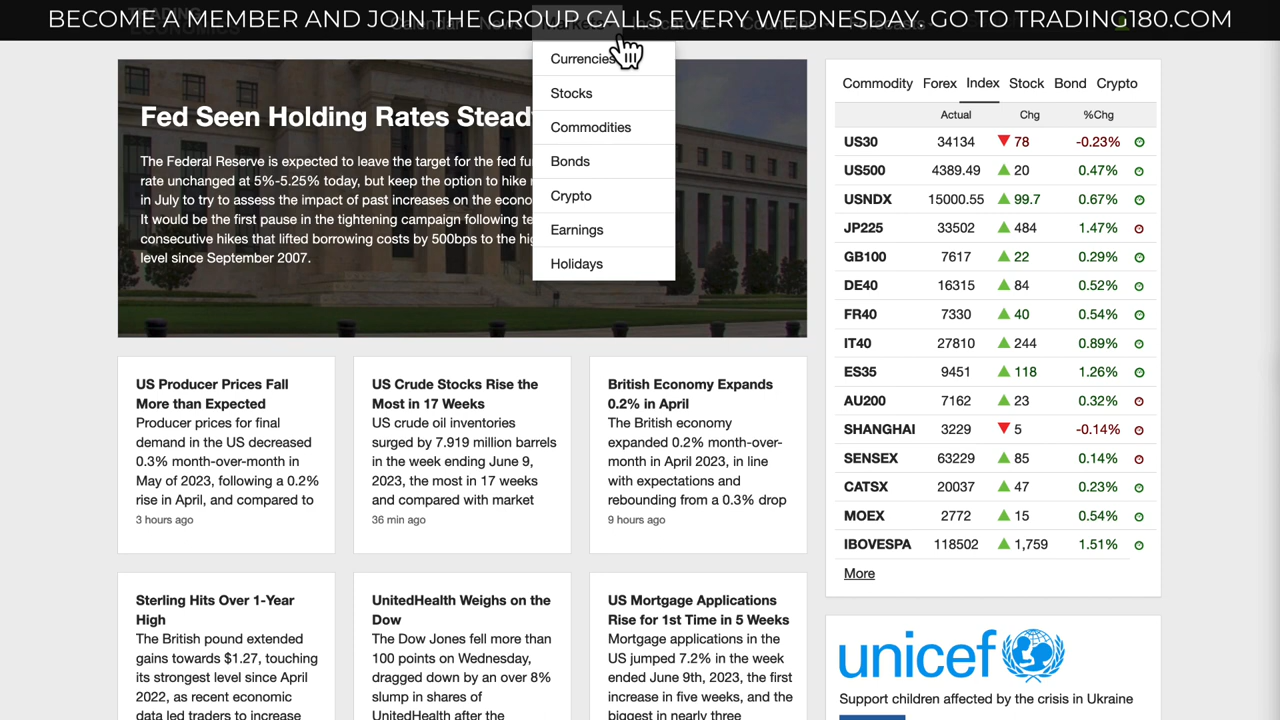 BECOME A MEMBER AND JOIN THE GROUP CALLS EVERY WEDNESDAY. GO TO TRADING180.COM
TRADING
ECONOMICS
Calendar News Markets Indicators Countries Forecasts
Currencies
Stocks
Commodities
Bonds
Crypto
Earnings
Holidays
Fed Seen Holding Rates Steady
The Federal Reserve is expected to leave the target for the fed
rate unchanged at 5%-5.25% today, but keep the option to hike
in July to try to assess the impact of past increases on the
It would be the first pause in the tightening campaign following
consecutive hikes that lifted borrowing costs by 500bps to the
level since September 2007.
Commodity Forex Index Stock Bond Crypto
Actual Chg %Chg
US30 34134 78 -0.23%
US500 4389.49 20 0.47%
USNDX 15000.55 99.7 0.67%
JP225 33502 484 1.47%
GB100 7617 22 0.29%
DE40 16315 84 0.52%
FR40 7330 40 0.54%
IT40 27810 244 0.89%
ES35 9451 118 1.26%
AU200 7162 23 0.32%
SHANGHAI 3229 5 -0.14%
SENSEX 63229 85 0.14%
CATSX 20037 47 0.23%
MOEX 2772 15 0.54%
IBOVESPA 118502 1,759 1.51%
More
US Producer Prices Fall
More than Expected
Producer prices for final
demand in the US decreased
0.3% month-over-month in
May of 2023, following a 0.2%
rise in April, and compared to
3 hours ago
US Crude Stocks Rise the
Most in 17 Weeks
US crude oil inventories
surged by 7.919 million barrels
in the week ending June 9,
2023, the most in 17 weeks
and compared with market
36 min ago
British Economy Expands
0.2% in April
The British economy
expanded 0.2% month-over-
month in April 2023, in line
with expectations and
rebounding from a 0.3% drop
9 hours ago
Sterling Hits Over 1-Year
High
The British pound extended
gains towards $1.27, touching
its strongest level since April
2022, as recent economic
data led traders to increase
UnitedHealth Weighs on the
Dow
The Dow Jones fell more than
100 points on Wednesday,
dragged down by an over 8%
slump in shares of
UnitedHealth after the
US Mortgage Applications
Rise for 1st Time in 5 Weeks
Mortgage applications in the
US jumped 7.2% in the week
ended June 9th, 2023, the first
increase in five weeks, and the
biggest in nearly three
unicef
Support children affected by the crisis in Ukraine